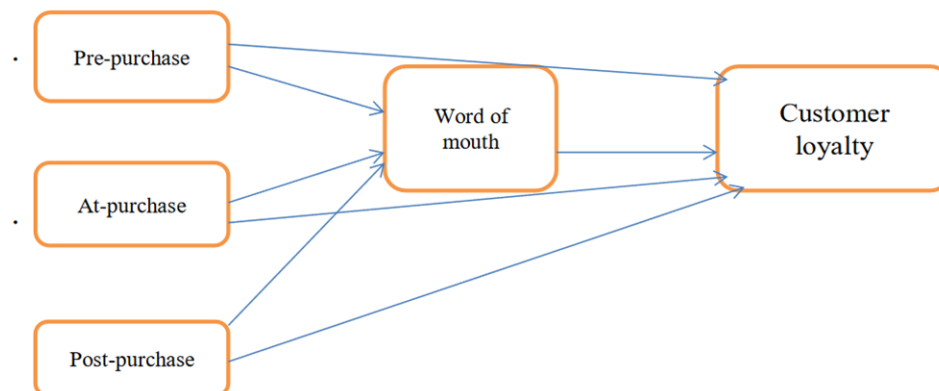 Pre-purchase
Word of
mouth
Customer
loyalty
At-purchase
Post-purchase